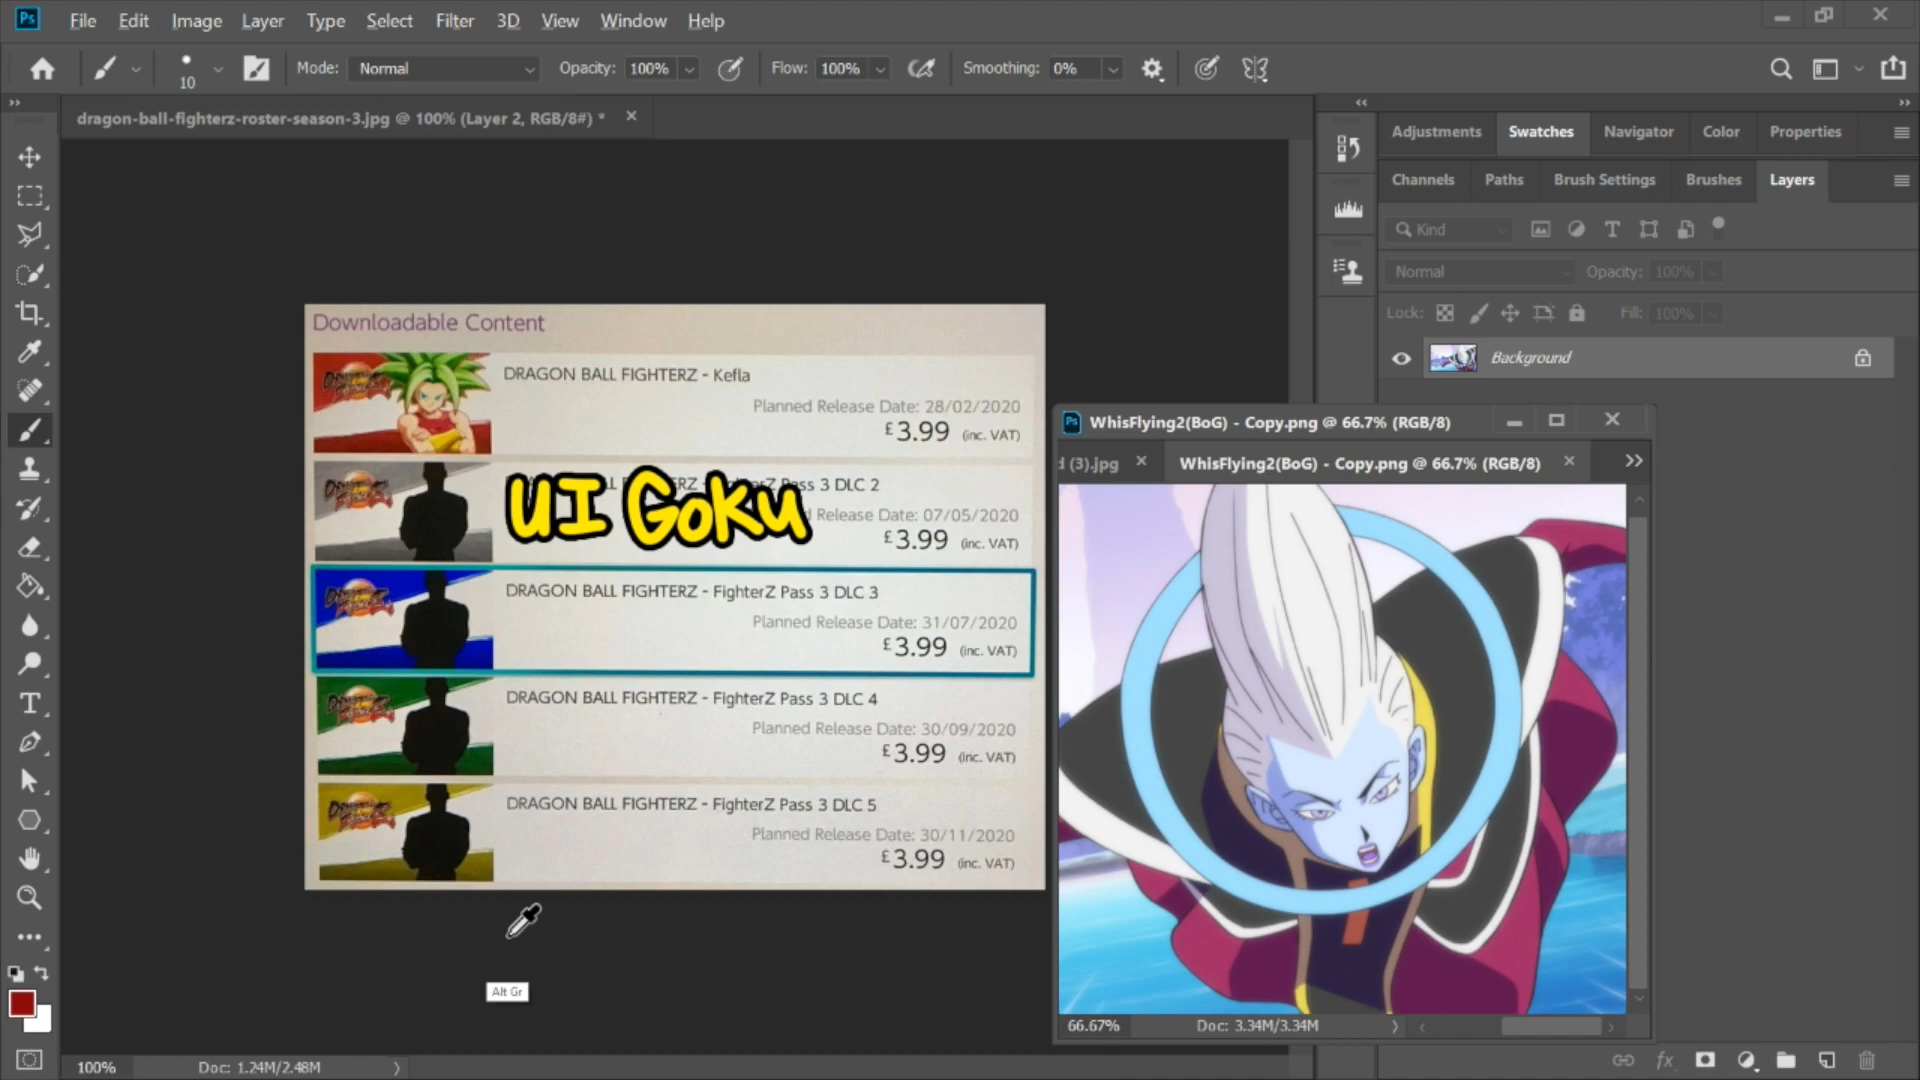 Ps
File Edit Image Layer Type Select Filter 3D View Window Help
10
Mode: Normal Opacity: 100% Flow: 100% Smoothing: 0%
dragon-ball-fighterz-roster-season-3.jpg @ 100% (Layer 2, RGB/8#) *
Adjustments Swatches Navigator Color Properties
Channels Paths Brush Settings Brushes Layers
Kind
Normal Opacity: 100%
Lock: Fill: 100%
Background
Downloadable Content
DRAGON BALL FIGHTERZ - Kefla
Planned Release Date: 28/02/2020
£3.99 (inc. VAT)
Pass 3 DLC 2
UI Goku
Release Date: 07/05/2020
£3.99 (inc. VAT)
DRAGON BALL FIGHTERZ - FighterZ Pass 3 DLC 3
Planned Release Date: 31/07/2020
£3.99 (inc. VAT)
DRAGON BALL FIGHTERZ - FighterZ Pass 3 DLC 4
Planned Release Date: 30/09/2020
£3.99 (inc. VAT)
DRAGON BALL FIGHTERZ - FighterZ Pass 3 DLC 5
Planned Release Date: 30/11/2020
£3.99 (inc. VAT)
Alt Gr
Ps WhisFlying2(BoG) - Copy.png @ 66.7% (RGB/8)
d (3).jpg WhisFlying2(BoG) - Copy.png @ 66.7% (RGB/8)
66.67% Doc: 3.34M/3.34M
100% Doc: 1.24M/2.48M
fx